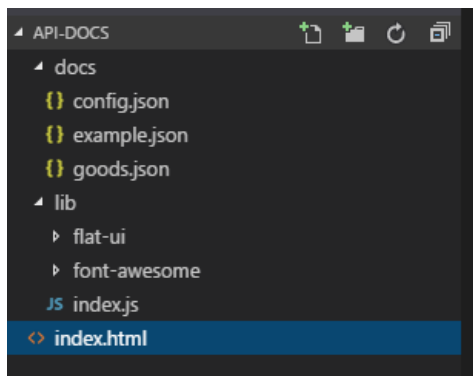 API-DOCS
docs
{} config.json
{} example.json
{} goods.json
lib
flat-ui
font-awesome
JS index.js
<> index.html